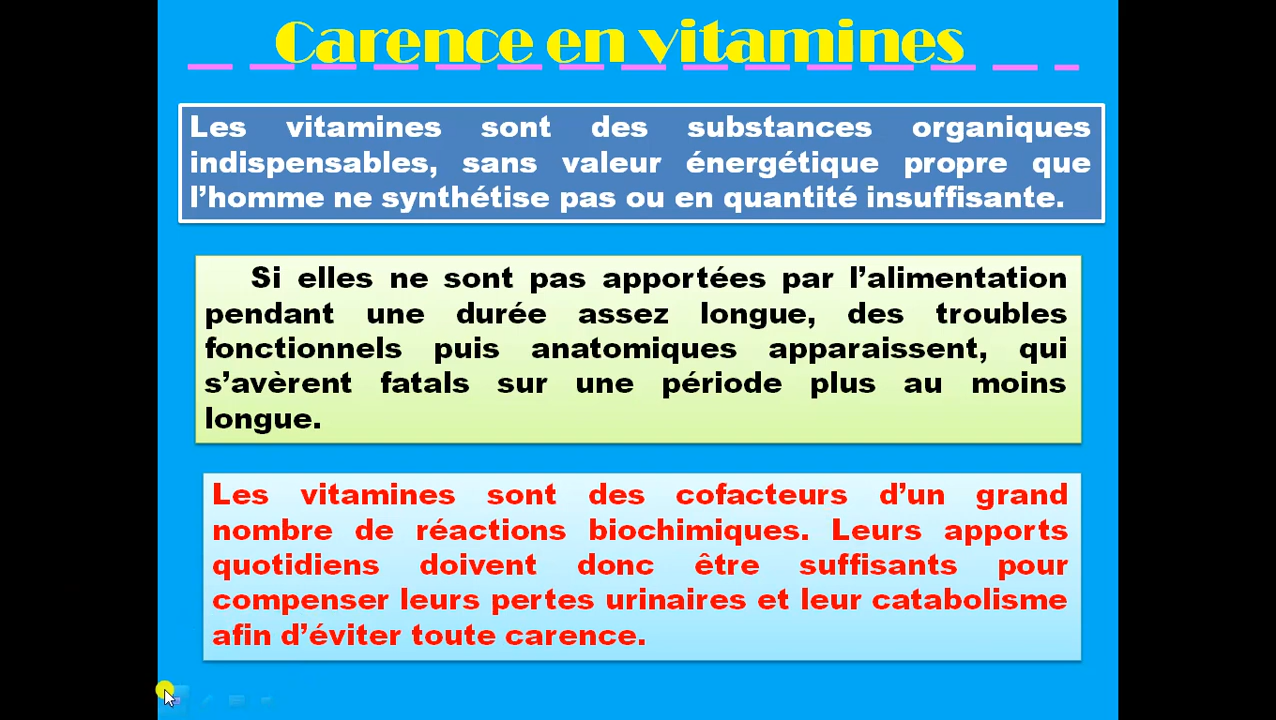 Carence en vitamines
Les vitamines sont des substances organiques
indispensables, sans valeur énergétique propre que
l’homme ne synthétise pas ou en quantité insuffisante.
Si elles ne sont pas apportées par l’alimentation
pendant une durée assez longue, des troubles
fonctionnels puis anatomiques apparaissent, qui
s’avèrent fatals sur une période plus au moins
longue.
Les vitamines sont des cofacteurs d’un grand
nombre de réactions biochimiques. Leurs apports
quotidiens doivent donc être suffisants pour
compenser leurs pertes urinaires et leur catabolisme
afin d’éviter toute carence.